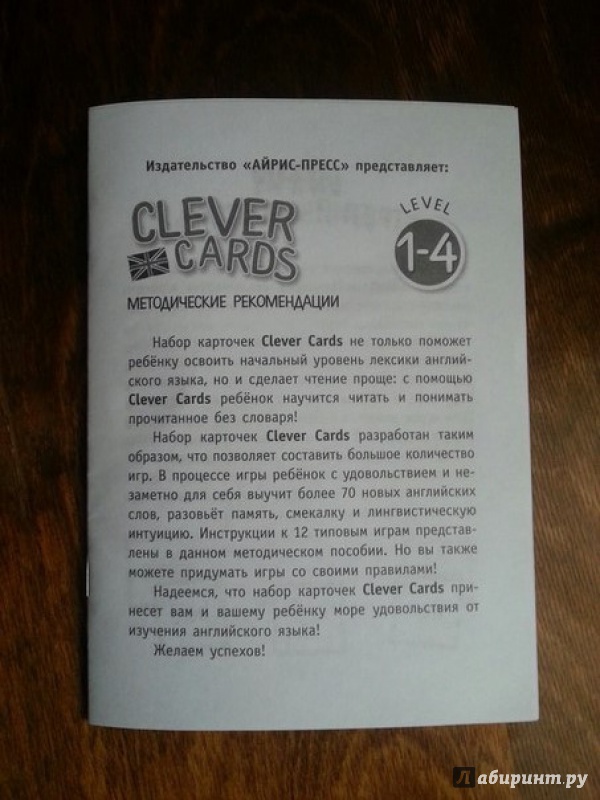 Издательство «АЙРИС-ПРЕСС» представляет:
CLEVER
CARDS
LEVEL
1-4
МЕТОДИЧЕСКИЕ РЕКОМЕНДАЦИИ
Набор карточек Clever Cards не только поможет
ребёнку освоить начальный уровень лексики англий-
ского языка, но и сделает чтение проще: с помощью
Clever Cards ребёнок научится читать и понимать
прочитанное без словаря!
Набор карточек Clever Cards разработан таким
образом, что позволяет составить большое количество
игр. В процессе игры ребёнок с удовольствием и не-
заметно для себя выучит более 70 новых английских
слов, разовьёт память, смекалку и лингвистическую
интуицию. Инструкции к 12 типовым играм представ-
лены в данном методическом пособии. Но вы также
можете придумать игры со своими правилами!
Надеемся, что набор карточек Clever Cards при-
несет вам и вашему ребёнку море удовольствия от
изучения английского языка!
Желаем успехов!
Лабиринт.ру